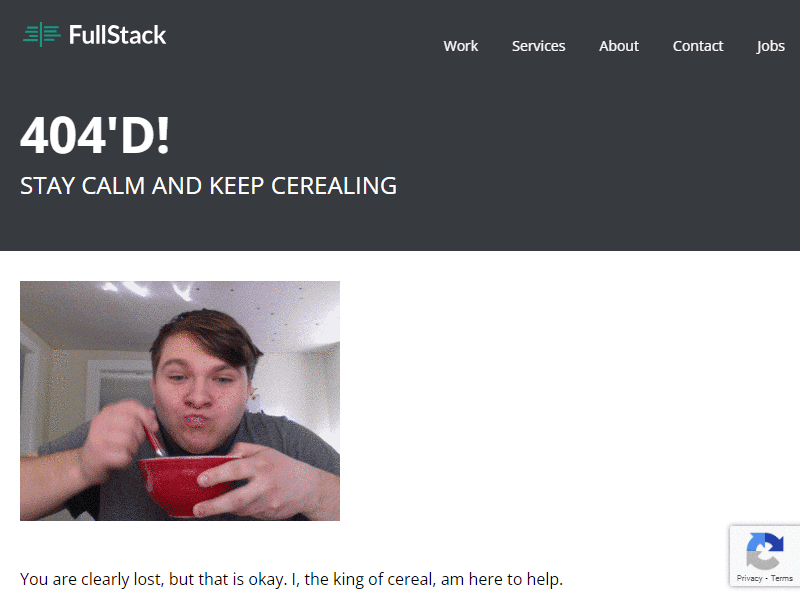 FullStack
Work Services About Contact Jobs
404'D!
STAY CALM AND KEEP CEREALING
You are clearly lost, but that is okay. I, the king of cereal, am here to help.
Privacy - Terms